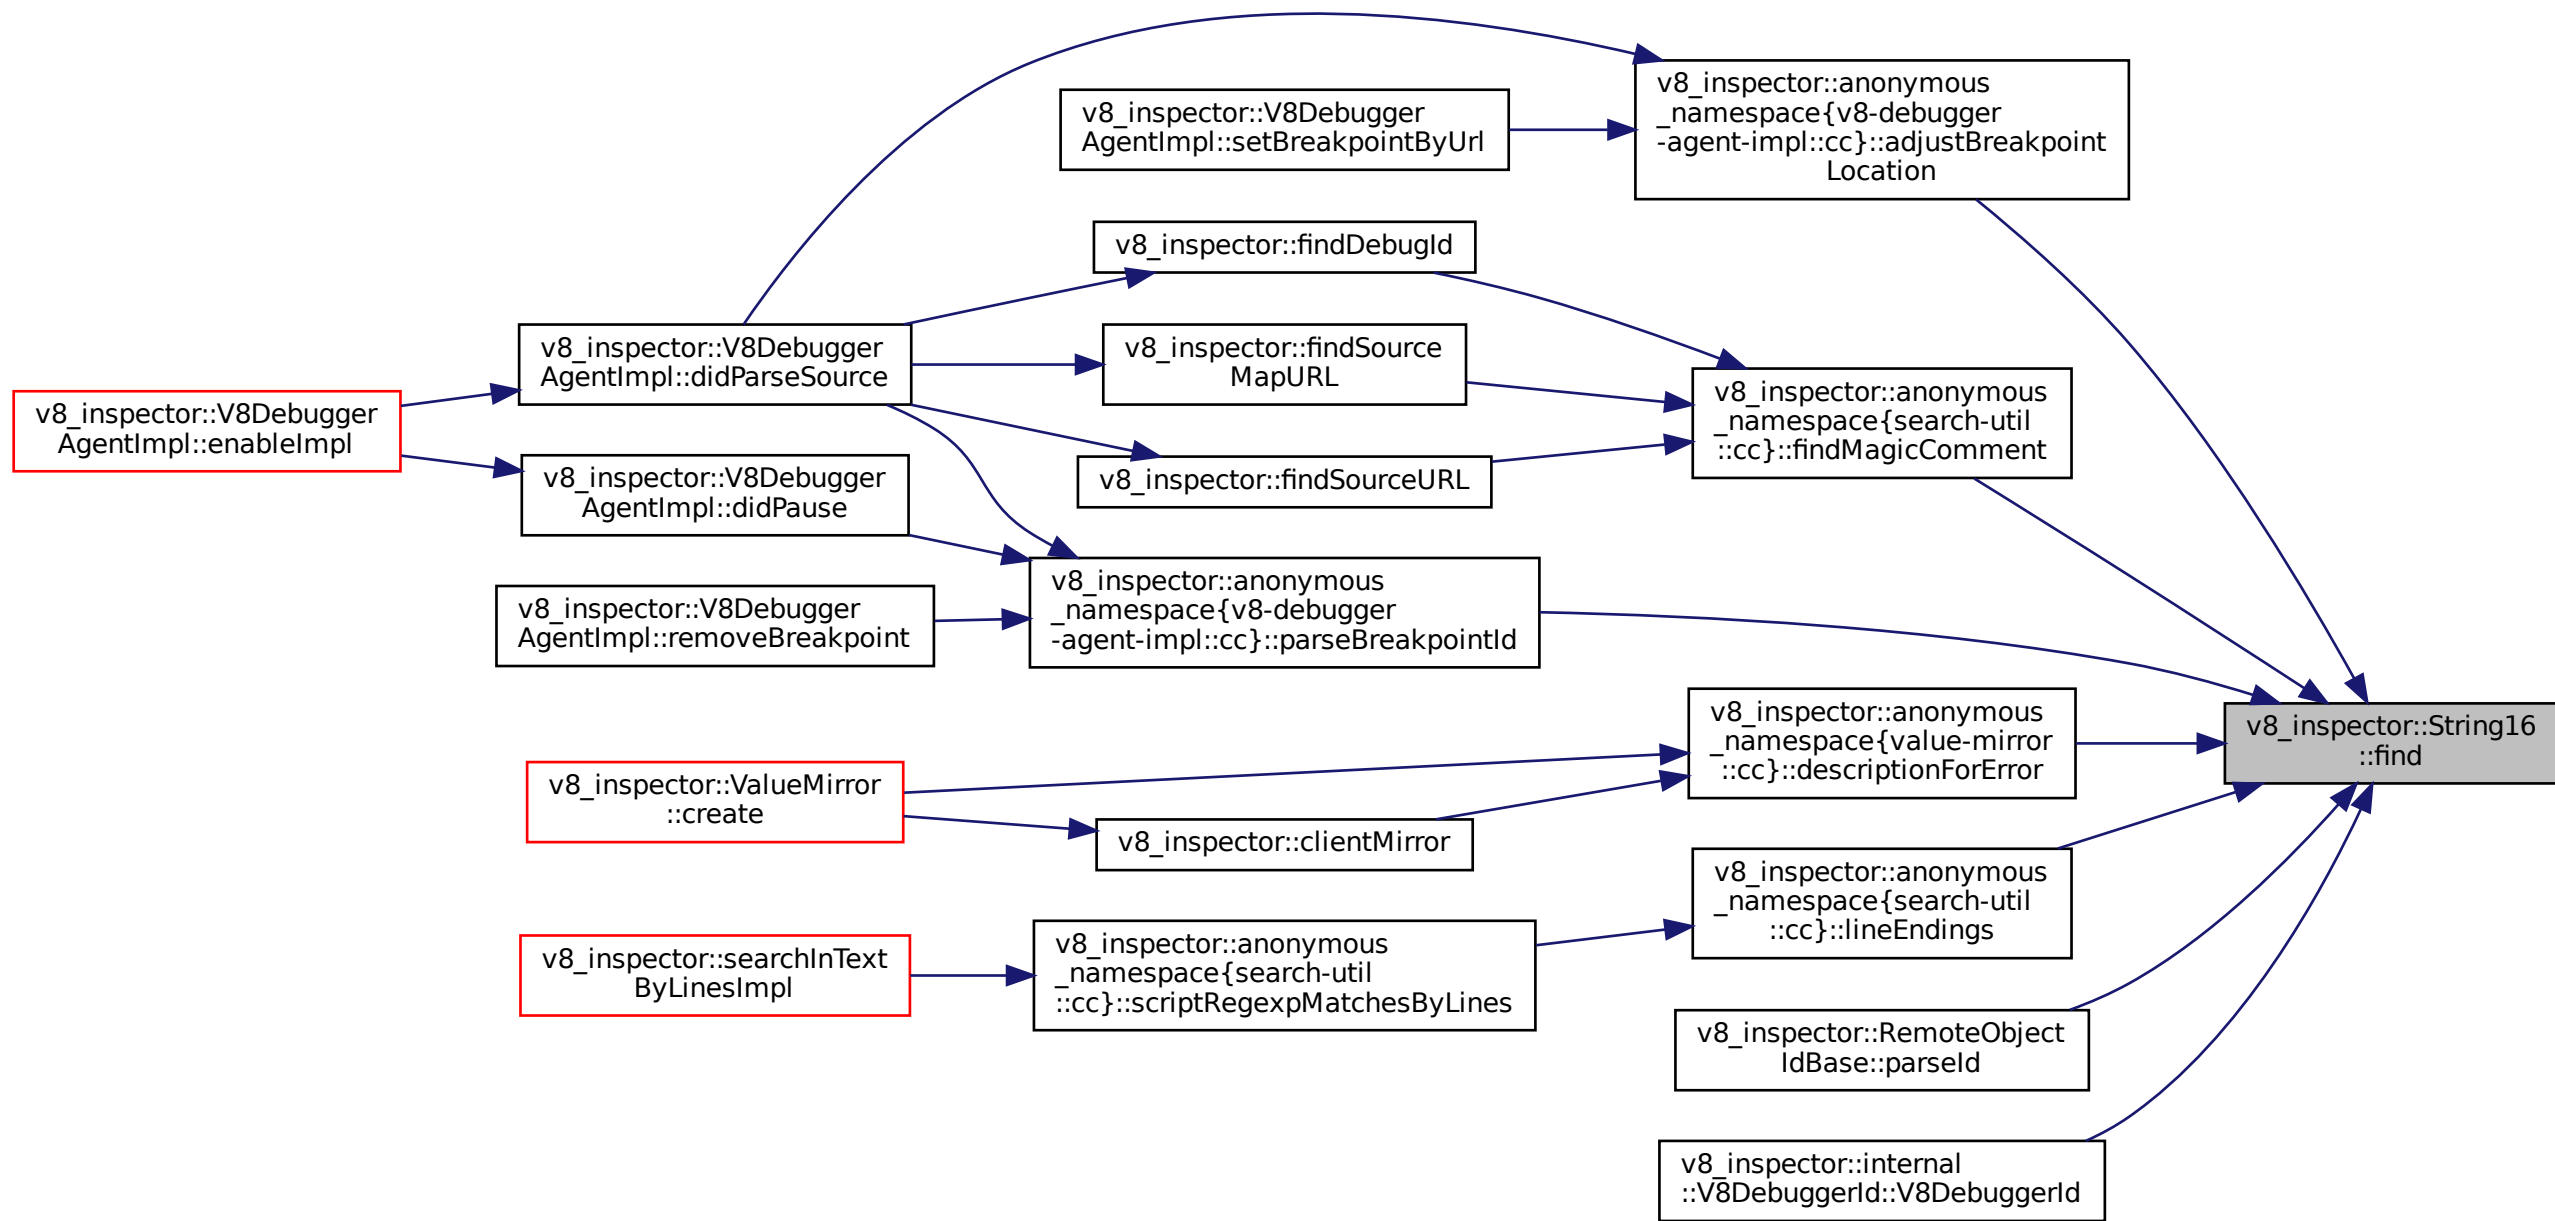 v8_inspector::anonymous
_namespace{v8-debugger
-agent-impl::cc}::adjustBreakpoint
Location
v8_inspector::V8Debugger
AgentImpl::setBreakpointByUrl
v8_inspector::findDebugId
v8_inspector::V8Debugger
AgentImpl::didParseSource
v8_inspector::findSource
MapURL
v8_inspector::anonymous
_namespace{search-util
::cc}::findMagicComment
v8_inspector::V8Debugger
AgentImpl::enableImpl
v8_inspector::V8Debugger
AgentImpl::didPause
v8_inspector::findSourceURL
v8_inspector::V8Debugger
AgentImpl::removeBreakpoint
v8_inspector::anonymous
_namespace{v8-debugger
-agent-impl::cc}::parseBreakpointId
v8_inspector::anonymous
_namespace{value-mirror
::cc}::descriptionForError
v8_inspector::String16
::find
v8_inspector::ValueMirror
::create
v8_inspector::clientMirror
v8_inspector::anonymous
_namespace{search-util
::cc}::lineEndings
v8_inspector::searchInText
ByLinesImpl
v8_inspector::anonymous
_namespace{search-util
::cc}::scriptRegexpMatchesByLines
v8_inspector::RemoteObject
IdBase::parseId
v8_inspector::internal
::V8DebuggerId::V8DebuggerId